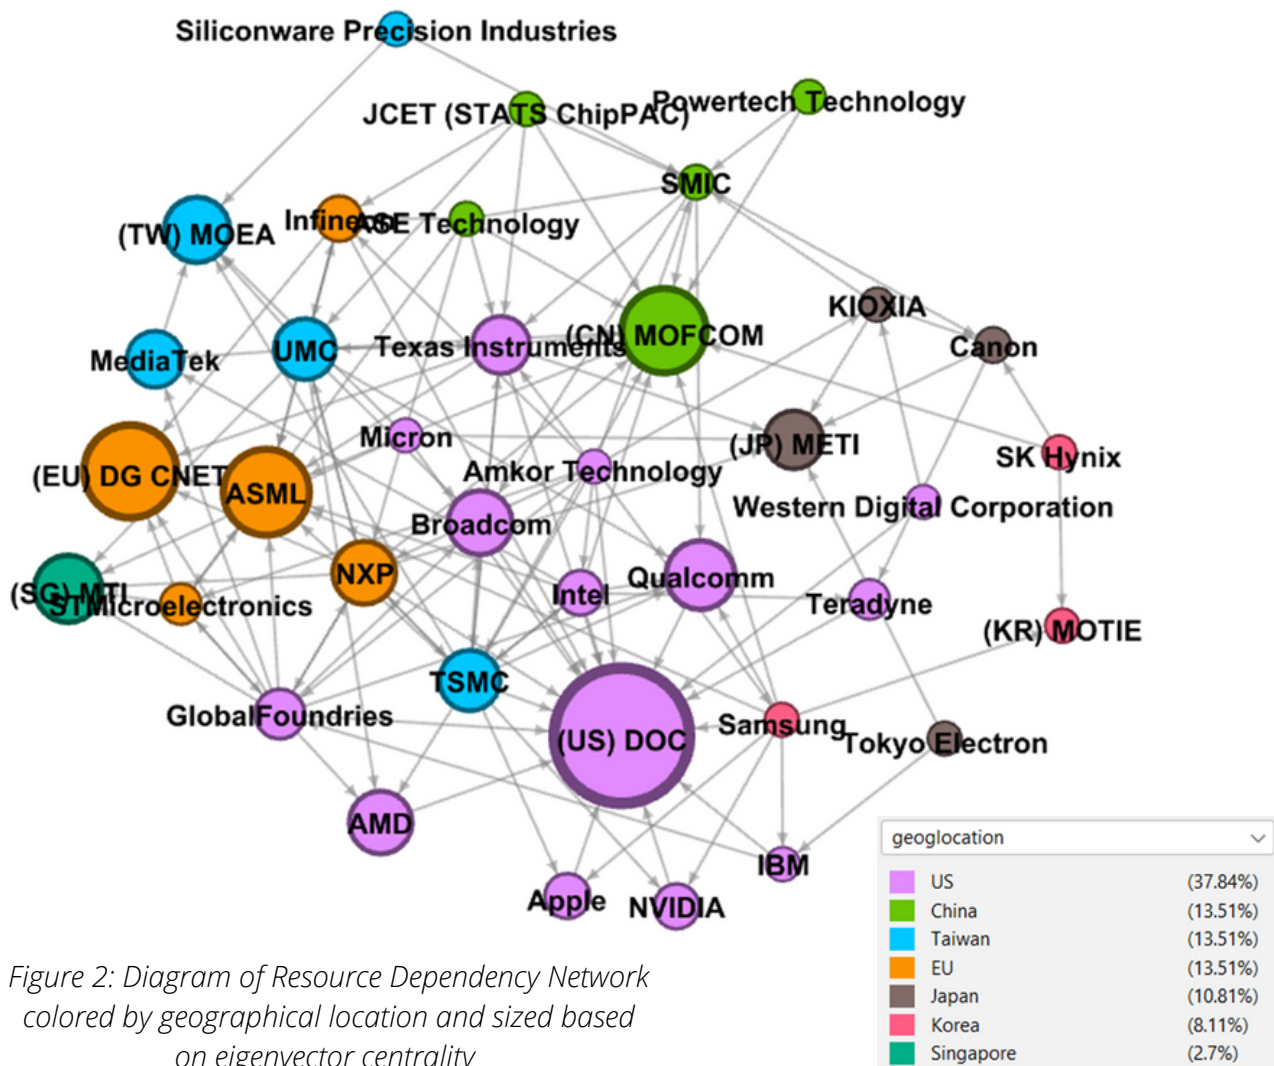 Siliconware Precision Industries
Powertech Technology
JCET (STATS ChipPAC)
SMIC
(TW) MOEA
Infineon
ASE Technology
KIOXIA
(CN) MOFCOM
Texas Instruments
Canon
UMC
MediaTek
Micron
(JP) METI
SK Hynix
Amkor Technology
(EU) DG CNET
ASML
Western Digital Corporation
Broadcom
NXP
Qualcomm
(SG) MTI
STMicroelectronics
Intel
Teradyne
(KR) MOTIE
TSMC
GlobalFoundries
Samsung
(US) DOC
Tokyo Electron
AMD
IBM
Apple
NVIDIA
geoglocation
US (37.84%)
China (13.51%)
Taiwan (13.51%)
EU (13.51%)
Japan (10.81%)
Korea (8.11%)
Singapore (2.7%)
Figure 2: Diagram of Resource Dependency Network
colored by geographical location and sized based
on eigenvector centrality